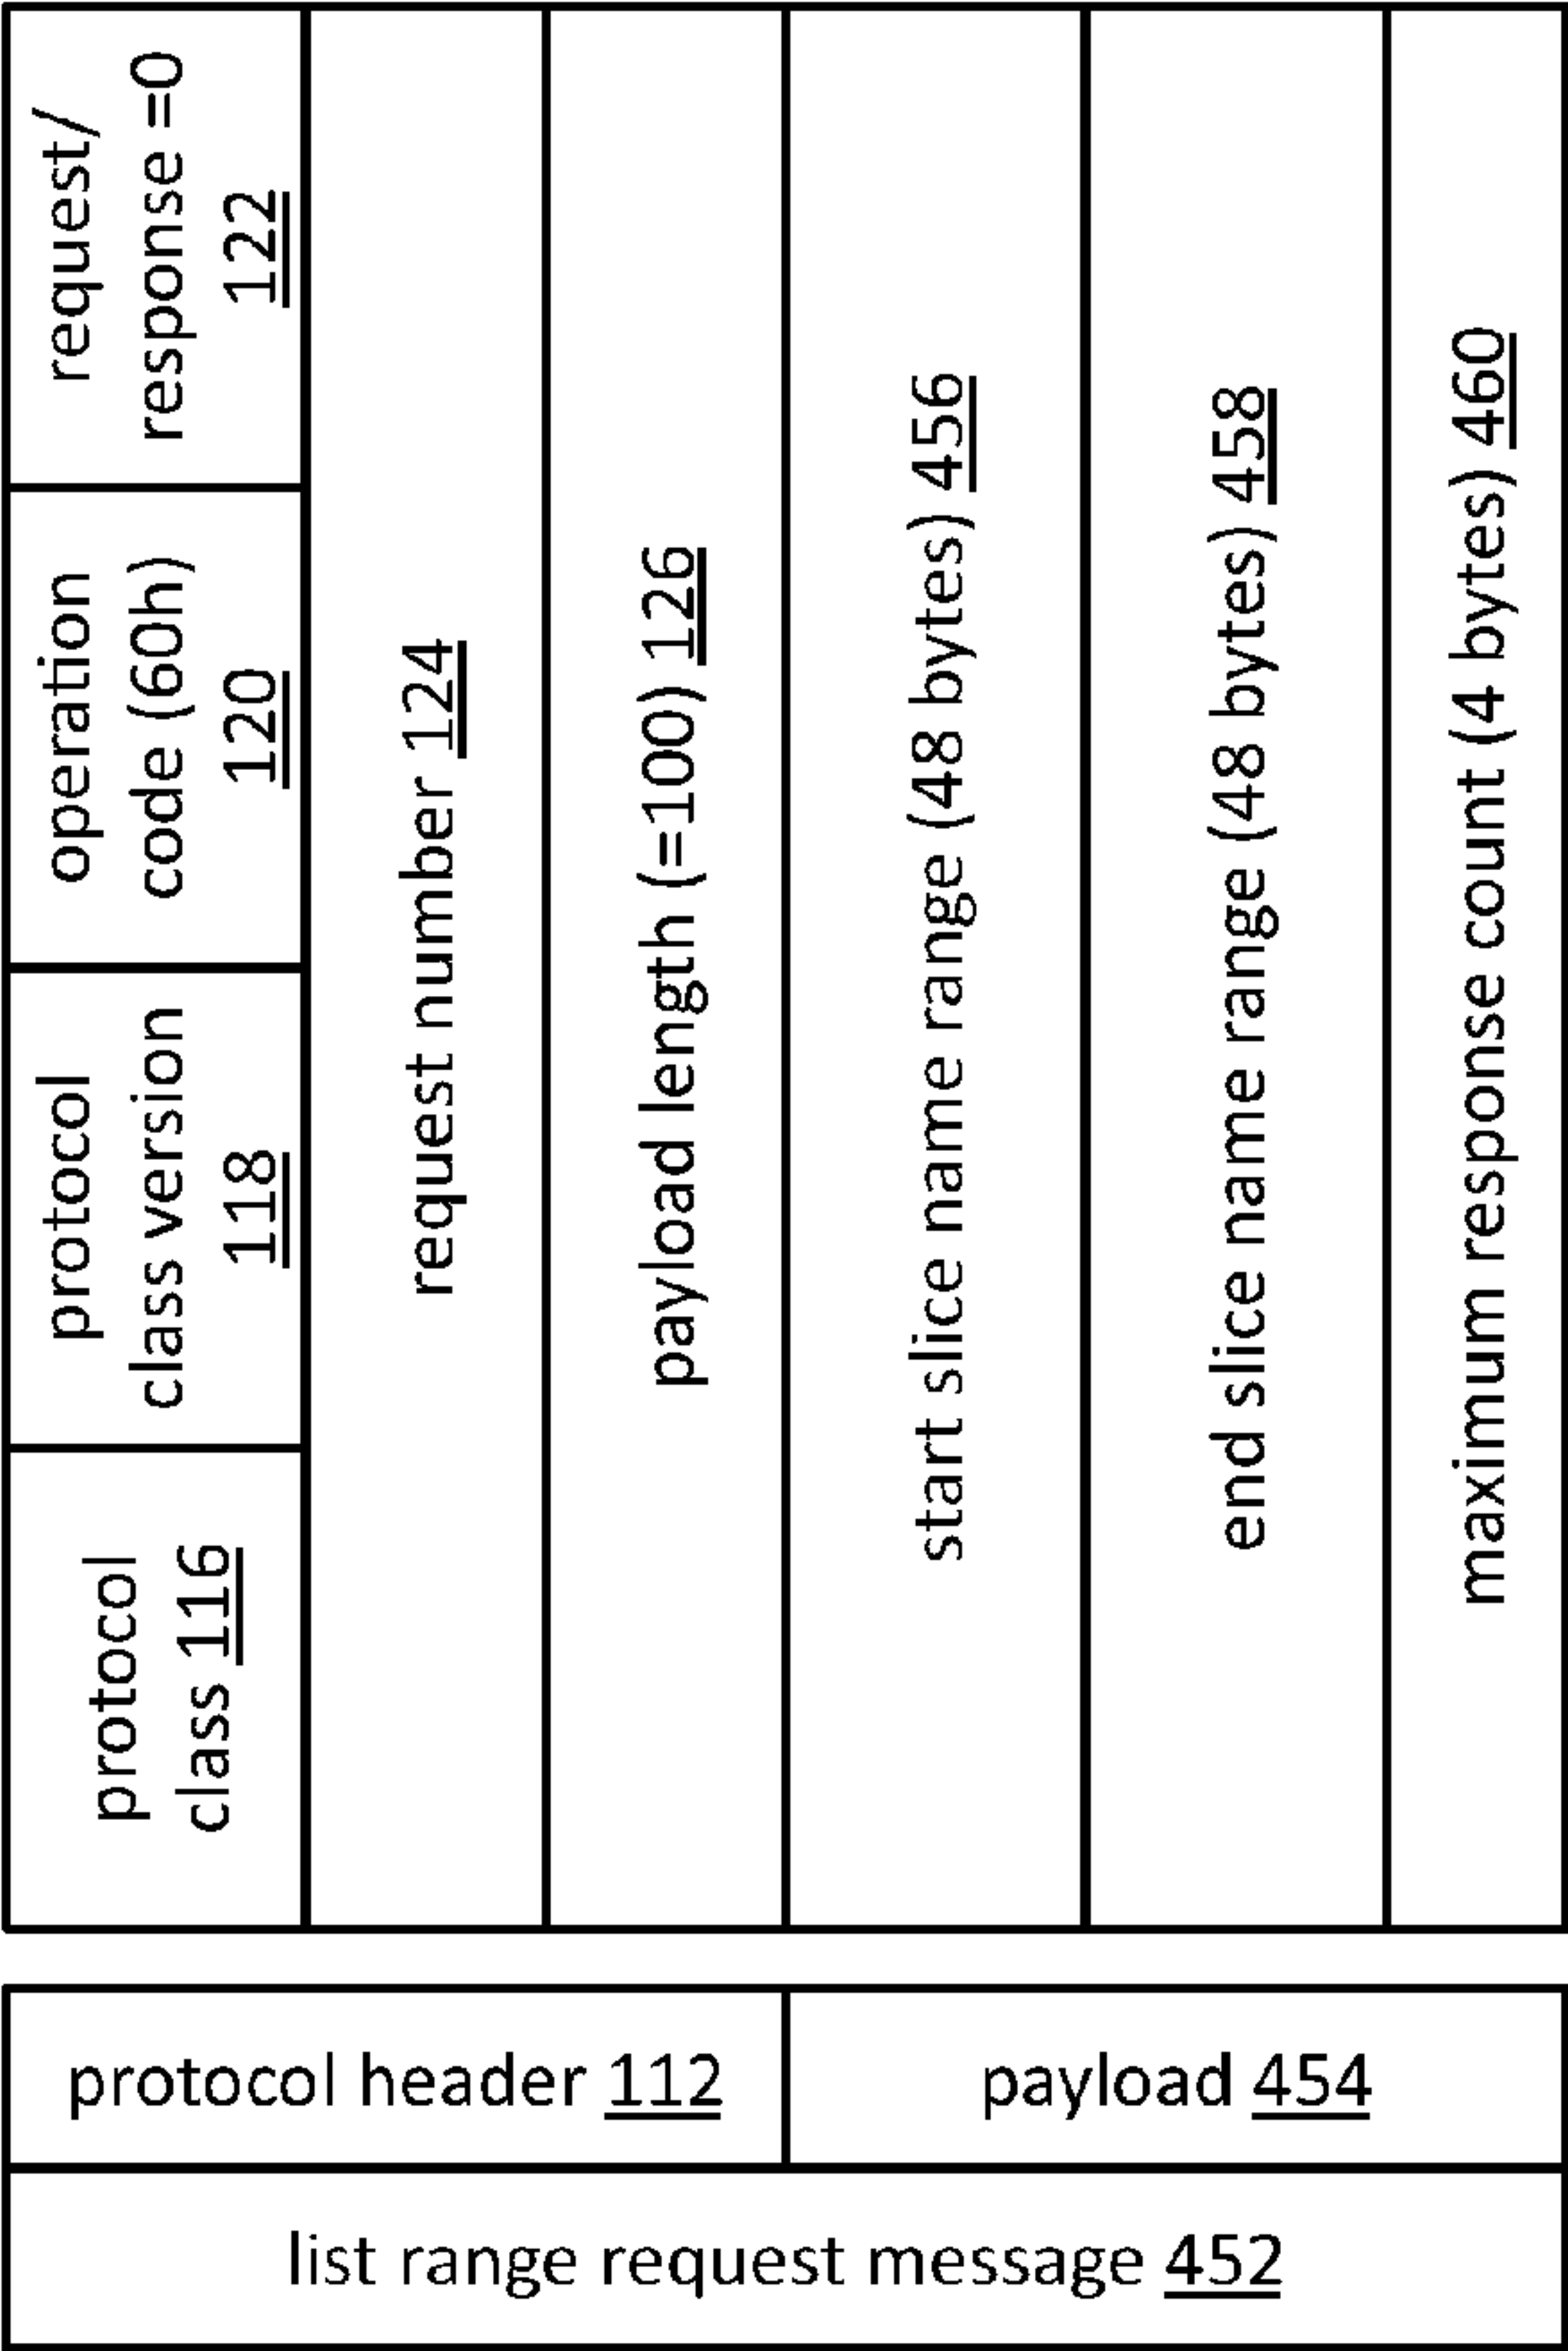 protocol
class 116
protocol
class version
118
operation
code (60h)
120
request/
response =0
122
request number 124
payload length (=100) 126
start slice name range (48 bytes) 456
end slice name range (48 bytes) 458
maximum response count (4 bytes) 460
protocol header 112
payload 454
list range request message 452